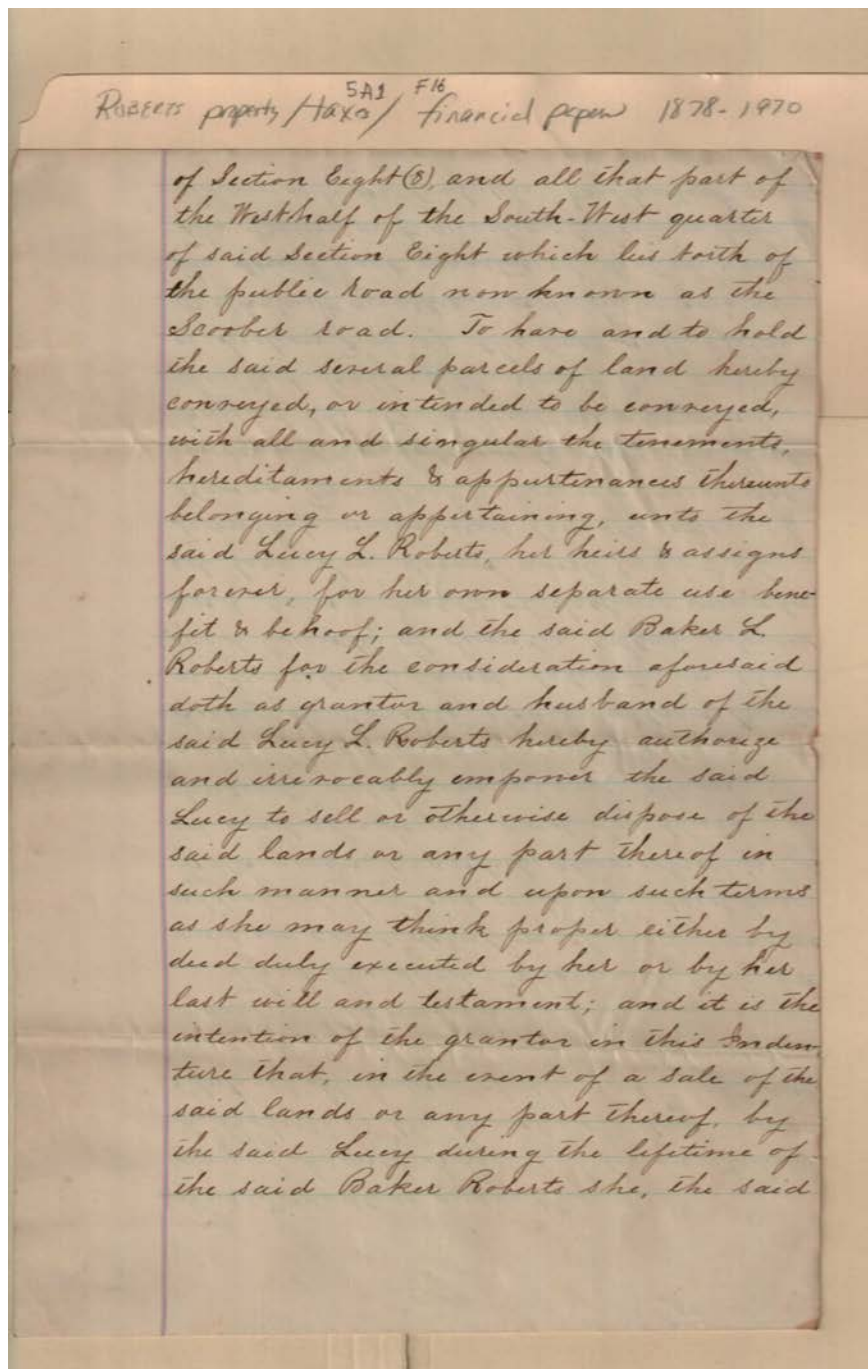 5A1 F16
ROBERTS property / taxes / financial papers 1878-1970
of Section Eight (8), and all that part of
the West half of the South-West quarter
of said Section Eight which lies North of
the public road now known as the
Scoober road. To have and to hold
the said several parcels of land hereby
conveyed, or intended to be conveyed,
with all and singular the tenements,
hereditaments & appurtenances thereunto
belonging or appertaining, unto the
said Lucy L. Roberts, her heirs & assigns
forever, for her own separate use bene-
fit & behoof; and the said Baker L.
Roberts for the consideration aforesaid
doth as grantor and husband of the
said Lucy L. Roberts hereby authorize
and irrevocably empower the said
Lucy to sell or otherwise dispose of the
said lands or any part thereof in
such manner and upon such terms
as she may think proper either by
deed duly executed by her or by her
last will and testament; and it is the
intention of the grantor in this Inden-
ture that, in the event of a sale of the
said lands or any part thereof, by
the said Lucy during the lifetime of
the said Baker Roberts she, the said